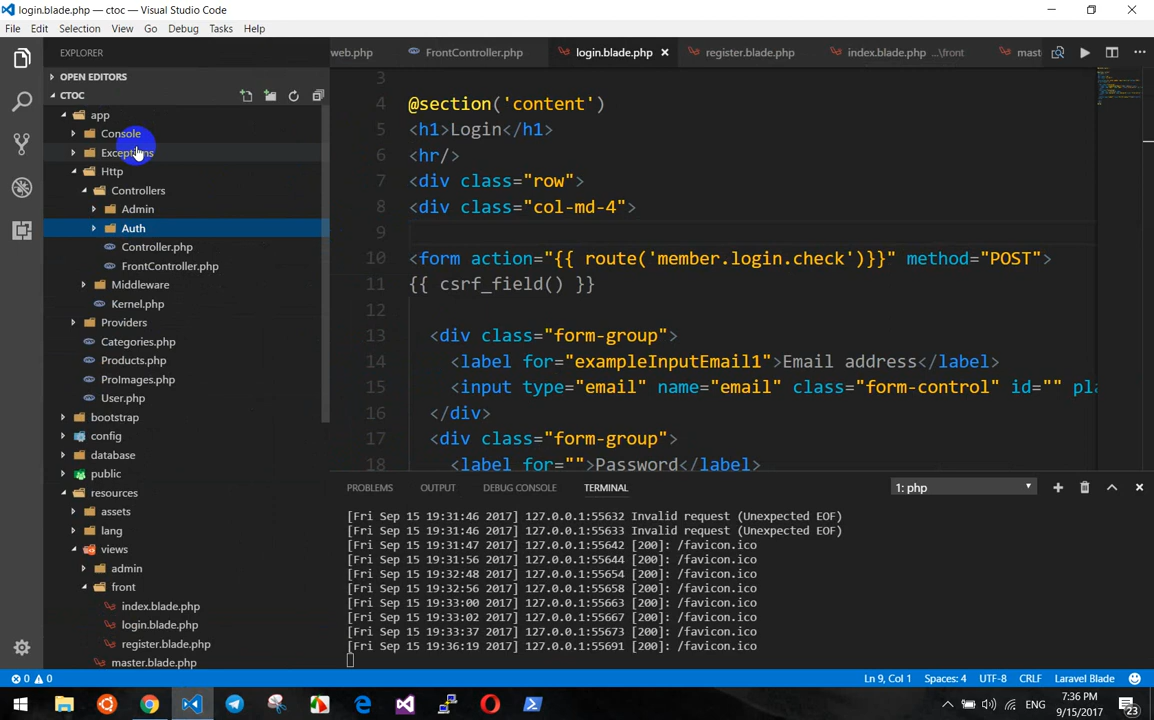 login.blade.php — ctoc — Visual Studio Code
File Edit Selection View Go Debug Tasks Help
EXPLORER
OPEN EDITORS
CTOC
app
Console
Exceptions
Http
Controllers
Admin
Auth
Controller.php
FrontController.php
Middleware
Kernel.php
Providers
Categories.php
Products.php
ProImages.php
User.php
bootstrap
config
database
public
resources
assets
lang
views
admin
front
index.blade.php
login.blade.php
register.blade.php
master.blade.php
web.php FrontController.php login.blade.php register.blade.php index.blade.php ...\front mast
3
4 @section('content')
5 <h1>Login</h1>
6 <hr/>
7 <div class="row">
8 <div class="col-md-4">
9
10 <form action="{{ route('member.login.check')}}" method="POST">
11 {{ csrf_field() }}
12
13 <div class="form-group">
14 <label for="exampleInputEmail1">Email address</label>
15 <input type="email" name="email" class="form-control" id="" pla
16 </div>
17 <div class="form-group">
18 <label for="">Password</label>
PROBLEMS OUTPUT DEBUG CONSOLE TERMINAL 1: php
[Fri Sep 15 19:31:46 2017] 127.0.0.1:55632 Invalid request (Unexpected EOF)
[Fri Sep 15 19:31:46 2017] 127.0.0.1:55633 Invalid request (Unexpected EOF)
[Fri Sep 15 19:31:47 2017] 127.0.0.1:55642 [200]: /favicon.ico
[Fri Sep 15 19:31:56 2017] 127.0.0.1:55644 [200]: /favicon.ico
[Fri Sep 15 19:32:48 2017] 127.0.0.1:55654 [200]: /favicon.ico
[Fri Sep 15 19:32:56 2017] 127.0.0.1:55658 [200]: /favicon.ico
[Fri Sep 15 19:33:00 2017] 127.0.0.1:55663 [200]: /favicon.ico
[Fri Sep 15 19:33:02 2017] 127.0.0.1:55667 [200]: /favicon.ico
[Fri Sep 15 19:33:37 2017] 127.0.0.1:55673 [200]: /favicon.ico
[Fri Sep 15 19:36:19 2017] 127.0.0.1:55691 [200]: /favicon.ico
0 0 Ln 9, Col 1 Spaces: 4 UTF-8 CRLF Laravel Blade
ENG 7:36 PM
9/15/2017 23